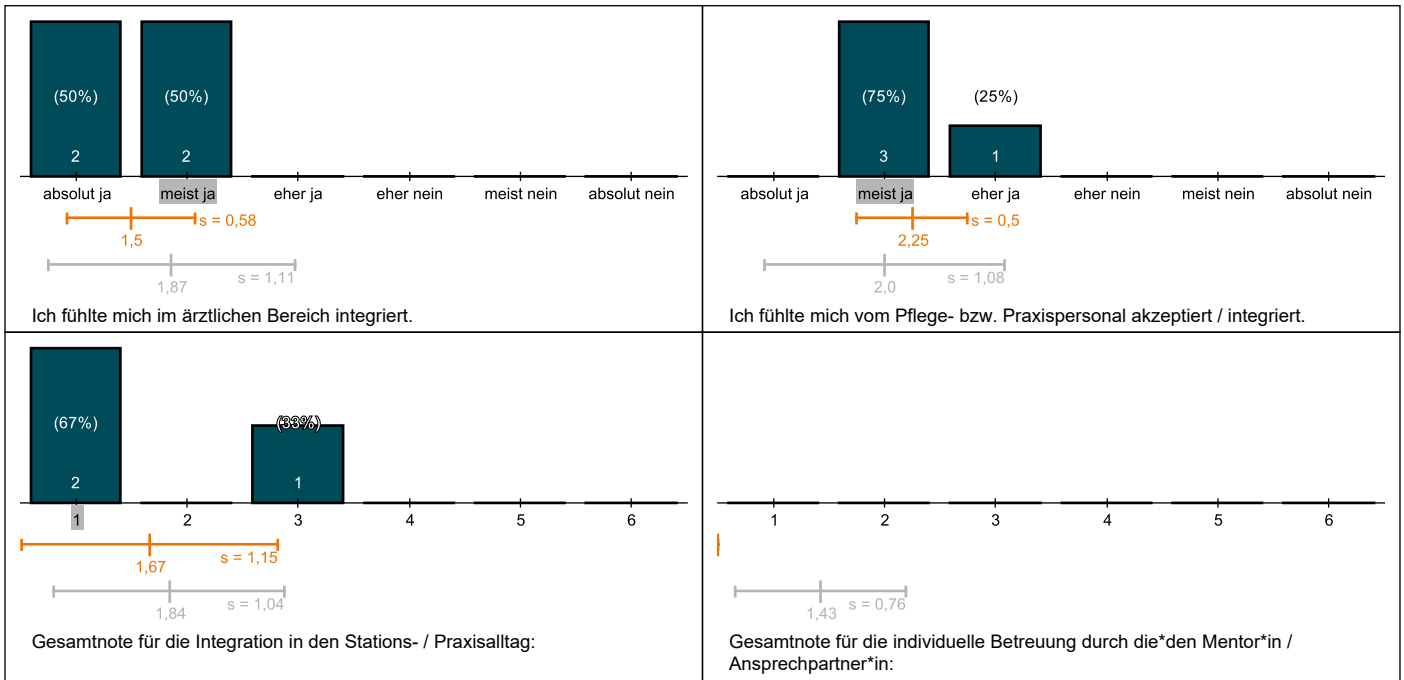 (50%)
(50%)
2
2
absolut ja
meist ja
eher ja
eher nein
meist nein
absolut nein
s = 0,58
1,5
s = 1,11
1,87
Ich fühlte mich im ärztlichen Bereich integriert.
(75%)
(25%)
3
1
absolut ja
meist ja
eher ja
eher nein
meist nein
absolut nein
s = 0,5
2,25
s = 1,08
2,0
Ich fühlte mich vom Pflege- bzw. Praxispersonal akzeptiert / integriert.
(67%)
(33%)
2
1
1
2
3
4
5
6
s = 1,15
1,67
s = 1,04
1,84
Gesamtnote für die Integration in den Stations- / Praxisalltag:
1
2
3
4
5
6
1,43
s = 0,76
Gesamtnote für die individuelle Betreuung durch die*den Mentor*in /
Ansprechpartner*in: